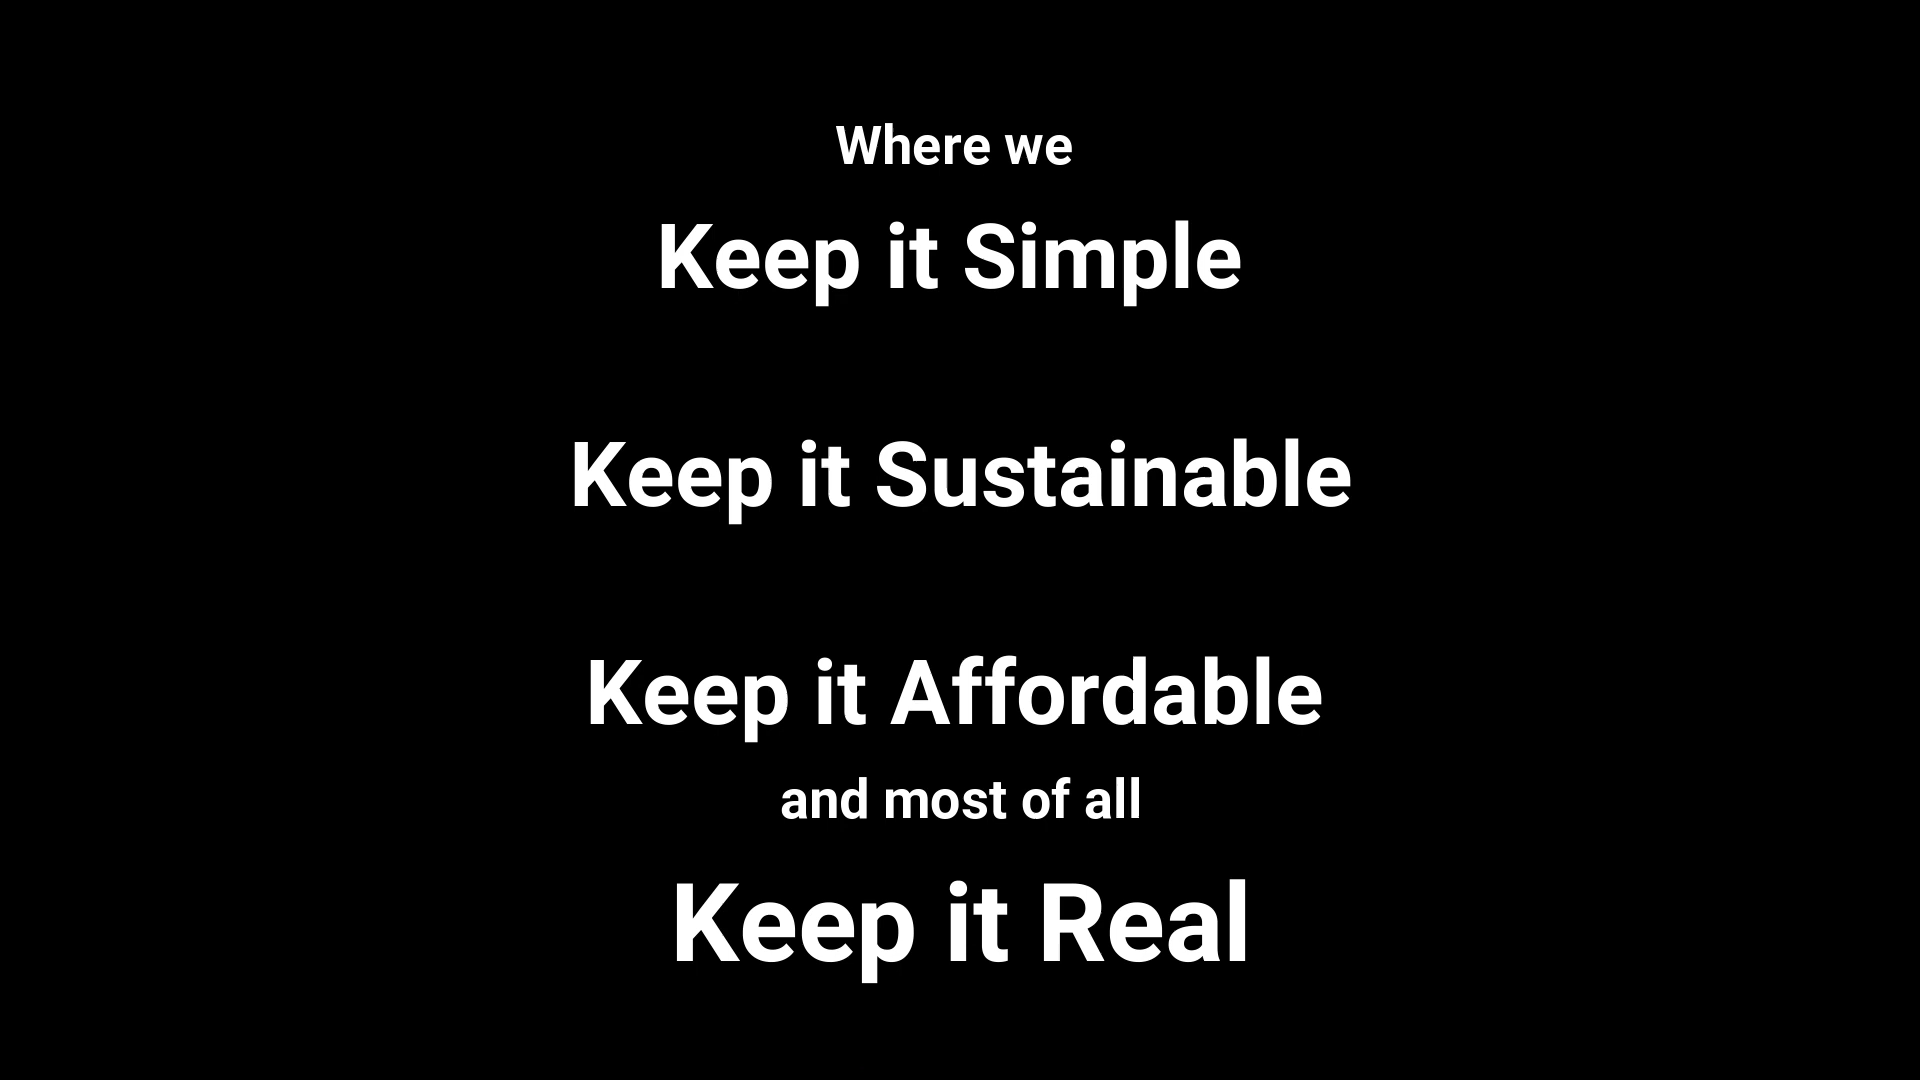 Where we
Keep it Simple
Keep it Sustainable
Keep it Affordable
and most of all
Keep it Real